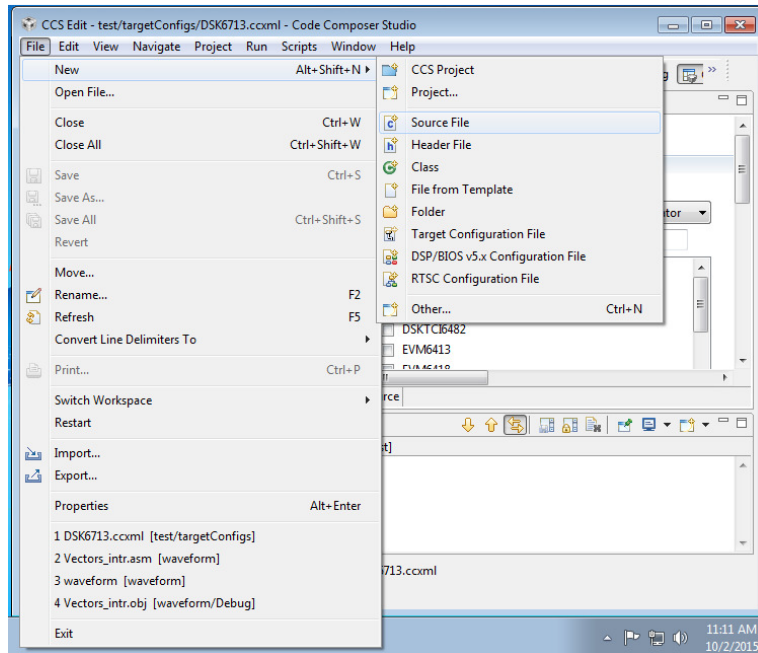 CCS Edit - test/targetConfigs/DSK6713.ccxml - Code Composer Studio
File Edit View Navigate Project Run Scripts Window Help
New Alt+Shift+N
Open File...
Close Ctrl+W
Close All Ctrl+Shift+W
Save Ctrl+S
Save As...
Save All Ctrl+Shift+S
Revert
Move...
Rename... F2
Refresh F5
Convert Line Delimiters To
Print... Ctrl+P
Switch Workspace
Restart
Import...
Export...
Properties Alt+Enter
1 DSK6713.ccxml [test/targetConfigs]
2 Vectors_intr.asm [waveform]
3 waveform [waveform]
4 Vectors_intr.obj [waveform/Debug]
Exit
CCS Project
Project...
Source File
Header File
Class
File from Template
Folder
Target Configuration File
DSP/BIOS v5.x Configuration File
RTSC Configuration File
Other... Ctrl+N
ator
DSKTCI6482
EVM6413
rce
t]
713.ccxml
11:11 AM
10/2/2015